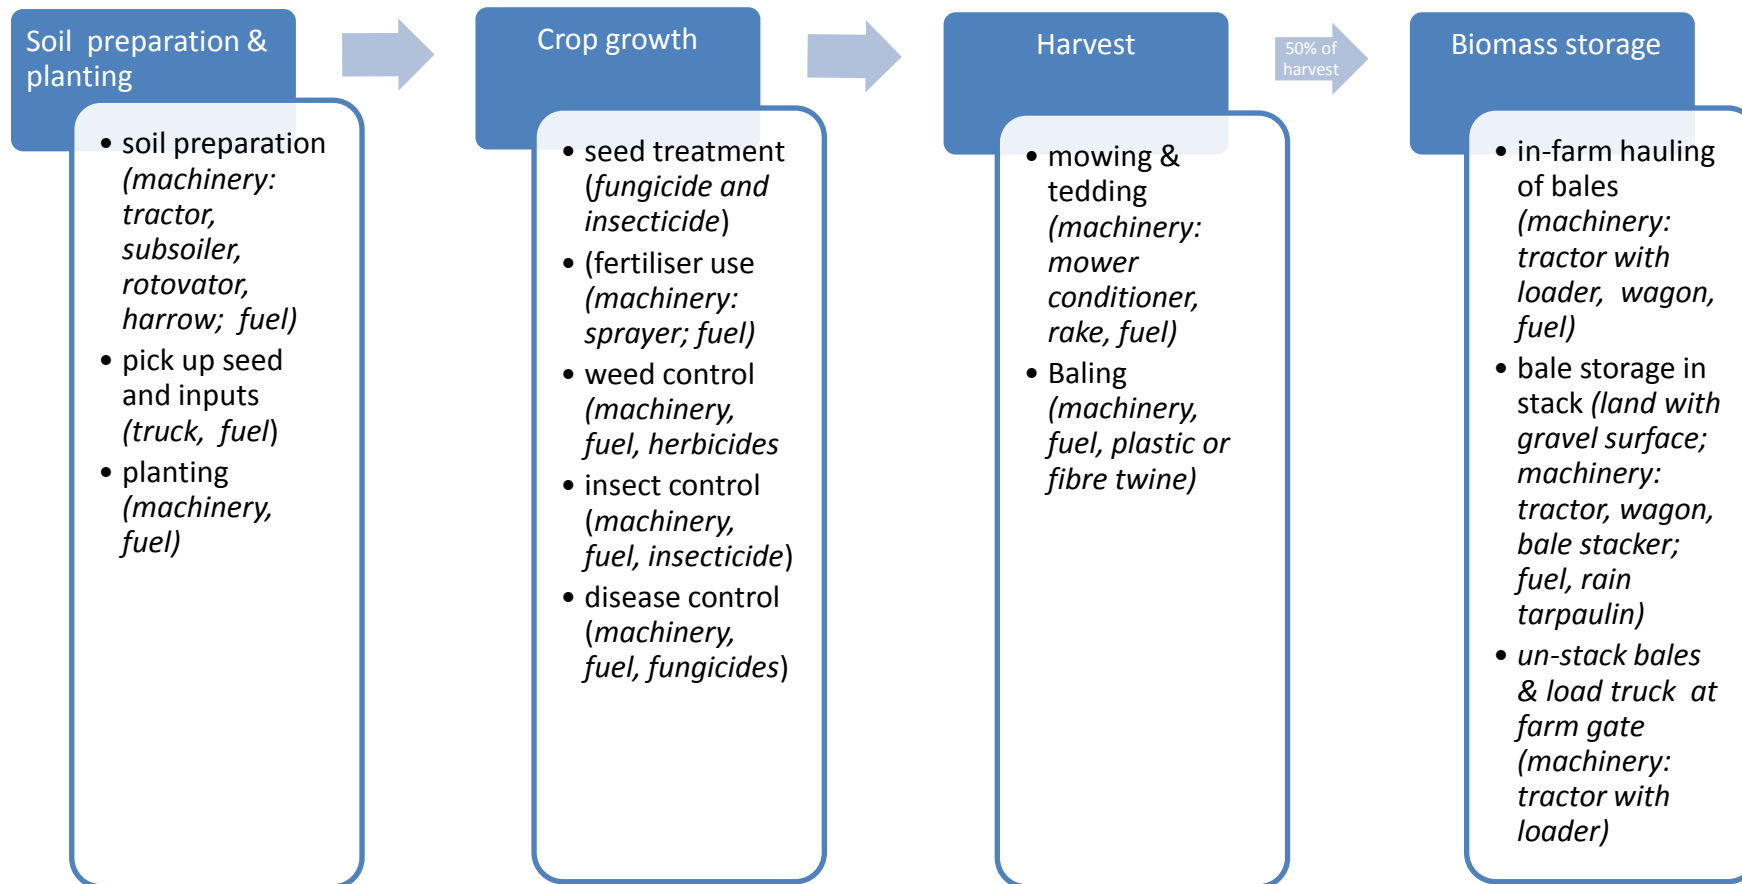 Soil  preparation &
planting
• soil preparation
(machinery:
tractor,
subsoiler,
rotovator,
harrow;  fuel)
• pick up seed
and inputs
(truck,  fuel)
• planting
(machinery,
fuel)
Crop growth
• seed treatment
(fungicide and
insecticide)
• (fertiliser use
(machinery:
sprayer; fuel)
• weed control
(machinery,
fuel, herbicides
• insect control
(machinery,
fuel, insecticide)
• disease control
(machinery,
fuel, fungicides)
Harvest
• mowing &
tedding
(machinery:
mower
conditioner,
rake, fuel)
• Baling
(machinery,
fuel, plastic or
fibre twine)
50% of
harvest
Biomass storage
• in-farm hauling
of bales
(machinery:
tractor with
loader,  wagon,
fuel)
• bale storage in
stack (land with
gravel surface;
machinery:
tractor, wagon,
bale stacker;
fuel, rain
tarpaulin)
• un-stack bales
& load truck  at
farm gate
(machinery:
tractor with
loader)